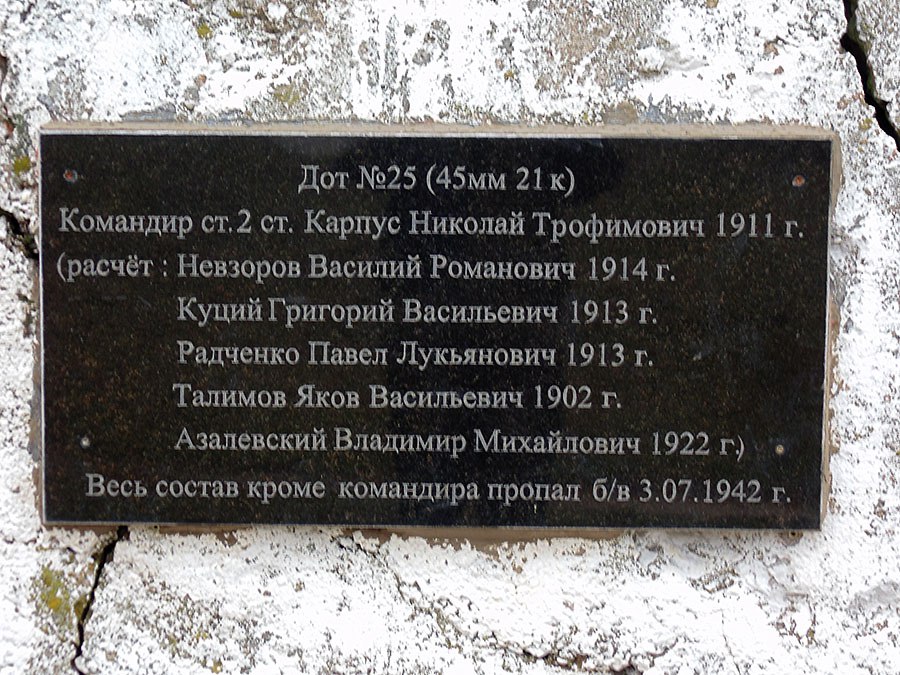 Дот №25 (45мм 21 к)
Командир ст. 2 ст. Карпус Николай Трофимович 1911 г.
(расчёт : Невзоров Василий Романович 1914 г.
Куций Григорий Васильевич 1913 г.
Радченко Павел Лукьянович 1913 г.
Талимов Яков Васильевич 1902 г.
Азалевский Владимир Михайлович 1922 г.)
Весь состав кроме командира пропал б/в 3.07.1942 г.